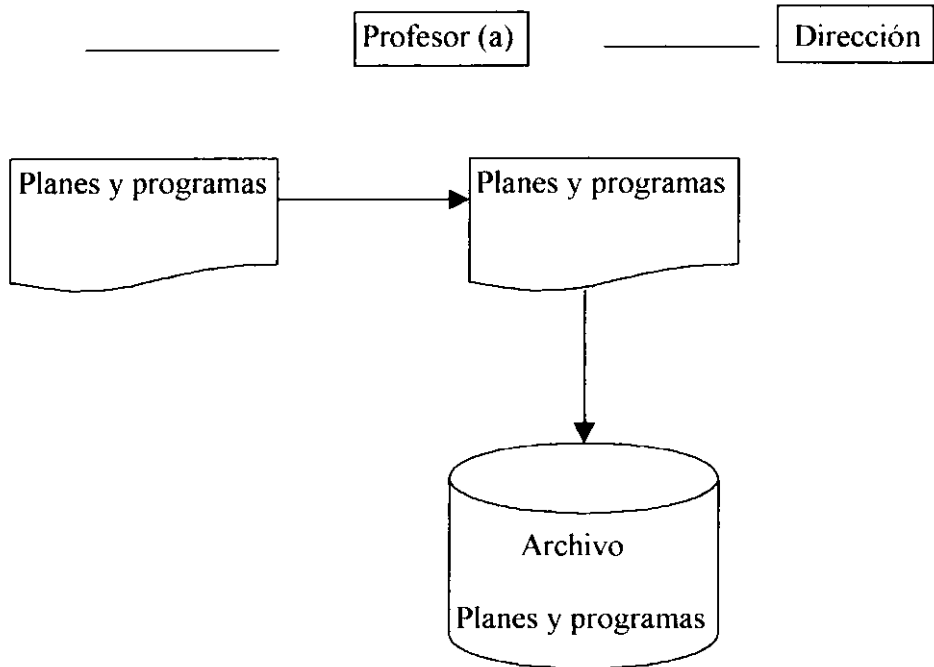 Profesor (a)
Dirección
Planes y programas
Planes y programas
Archivo
Planes y programas